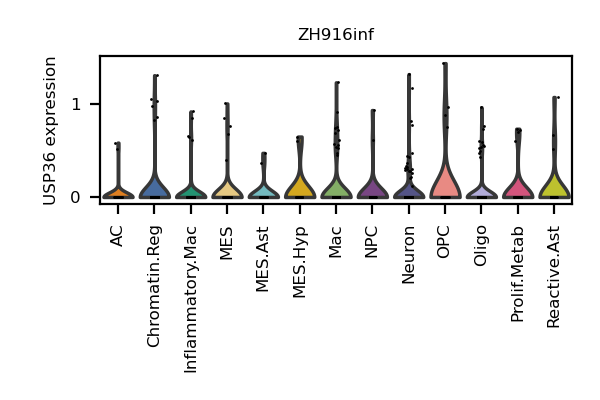 ZH916inf
USP36 expression
1
0
AC
Chromatin.Reg
Inflammatory.Mac
MES
MES.Ast
MES.Hyp
Mac
NPC
Neuron
OPC
Oligo
Prolif.Metab
Reactive.Ast